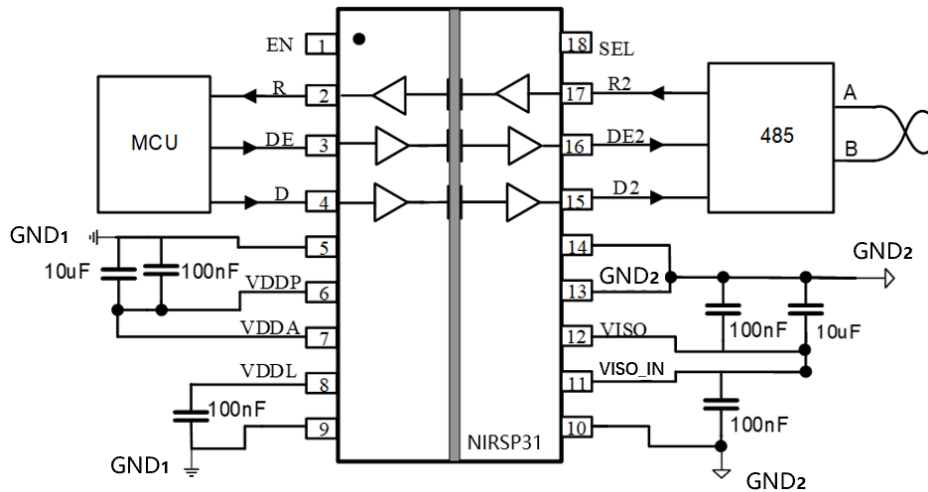 EN 1 18 SEL
R 2 17 R2
MCU DE 3 16 DE2 485 A
B
D 4 15 D2
GND1 5 14 GND2
10uF 100nF VDDP 6 13 GND2
VDDA 7 12 VISO 100nF 10uF
VDDL 8 11 VISO_IN
100nF 9 NIRSP31 10 100nF
GND1 GND2